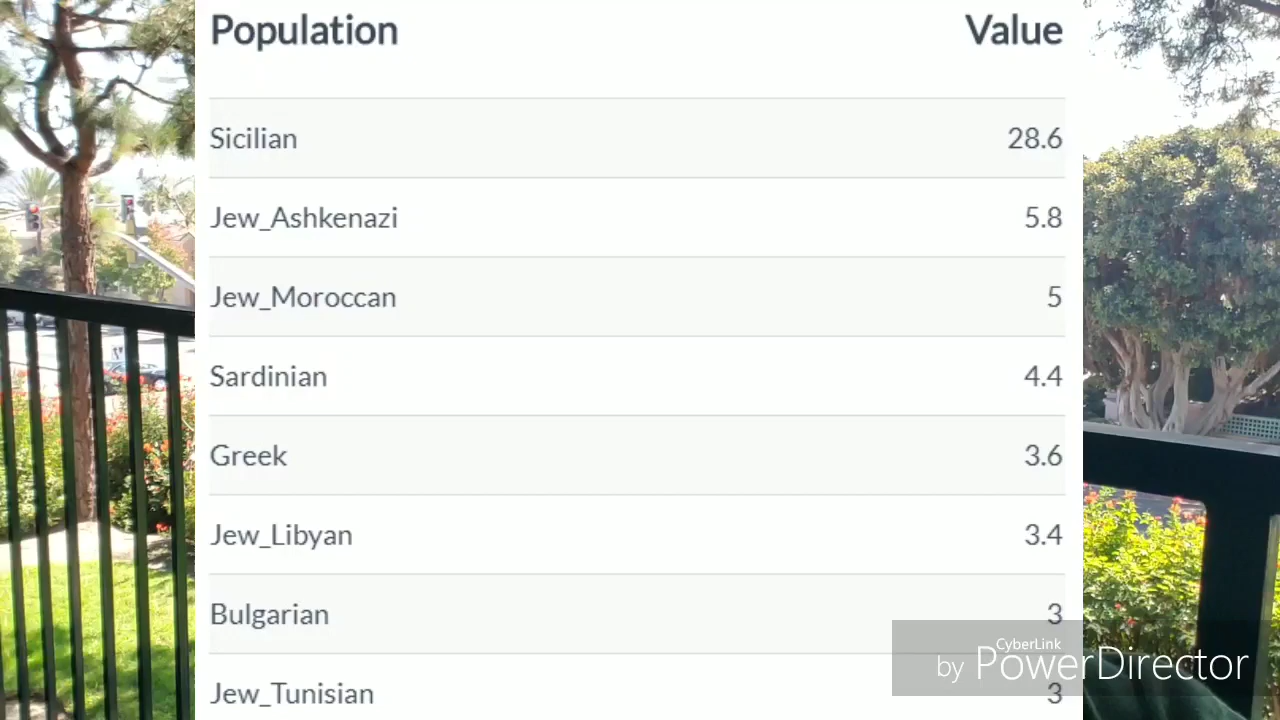 Population Value
Sicilian 28.6
Jew_Ashkenazi 5.8
Jew_Moroccan 5
Sardinian 4.4
Greek 3.6
Jew_Libyan 3.4
Bulgarian 3
Jew_Tunisian 3
CyberLink
by PowerDirector